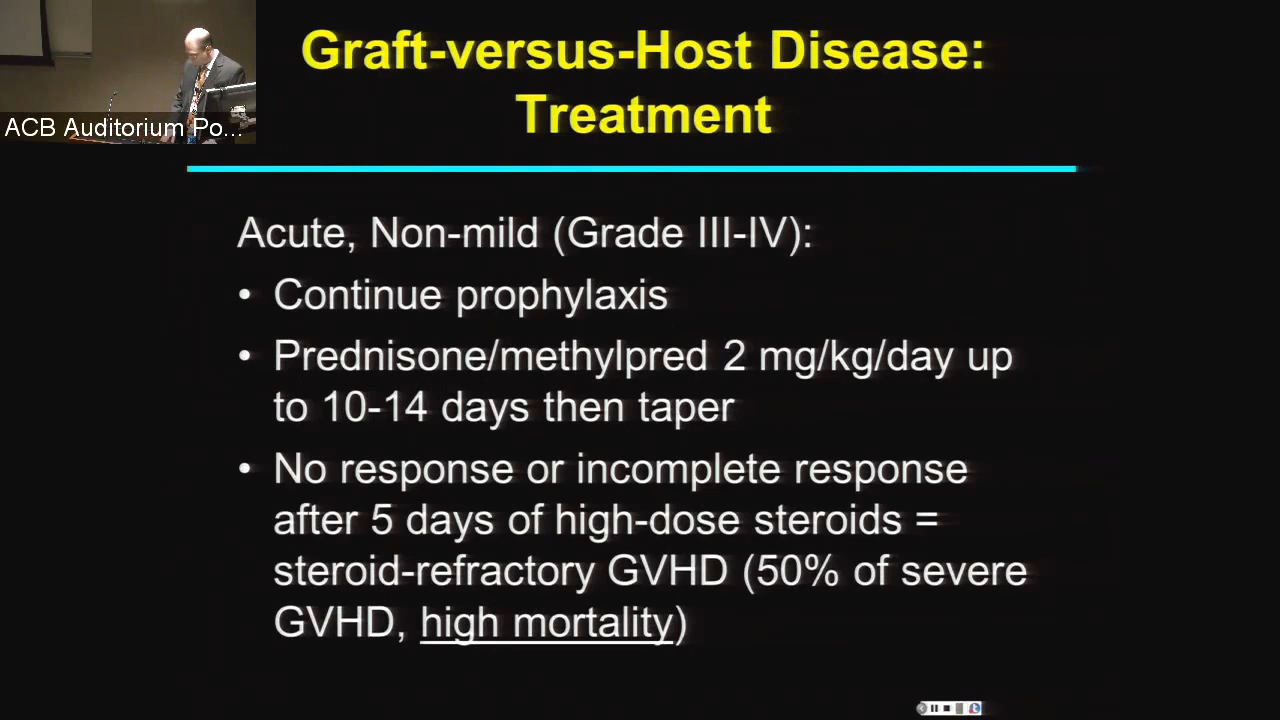 Graft-versus-Host Disease:
Treatment
ACB Auditorium Po...
Acute, Non-mild (Grade III-IV):
• Continue prophylaxis
• Prednisone/methylpred 2 mg/kg/day up
to 10-14 days then taper
• No response or incomplete response
after 5 days of high-dose steroids =
steroid-refractory GVHD (50% of severe
GVHD, high mortality)